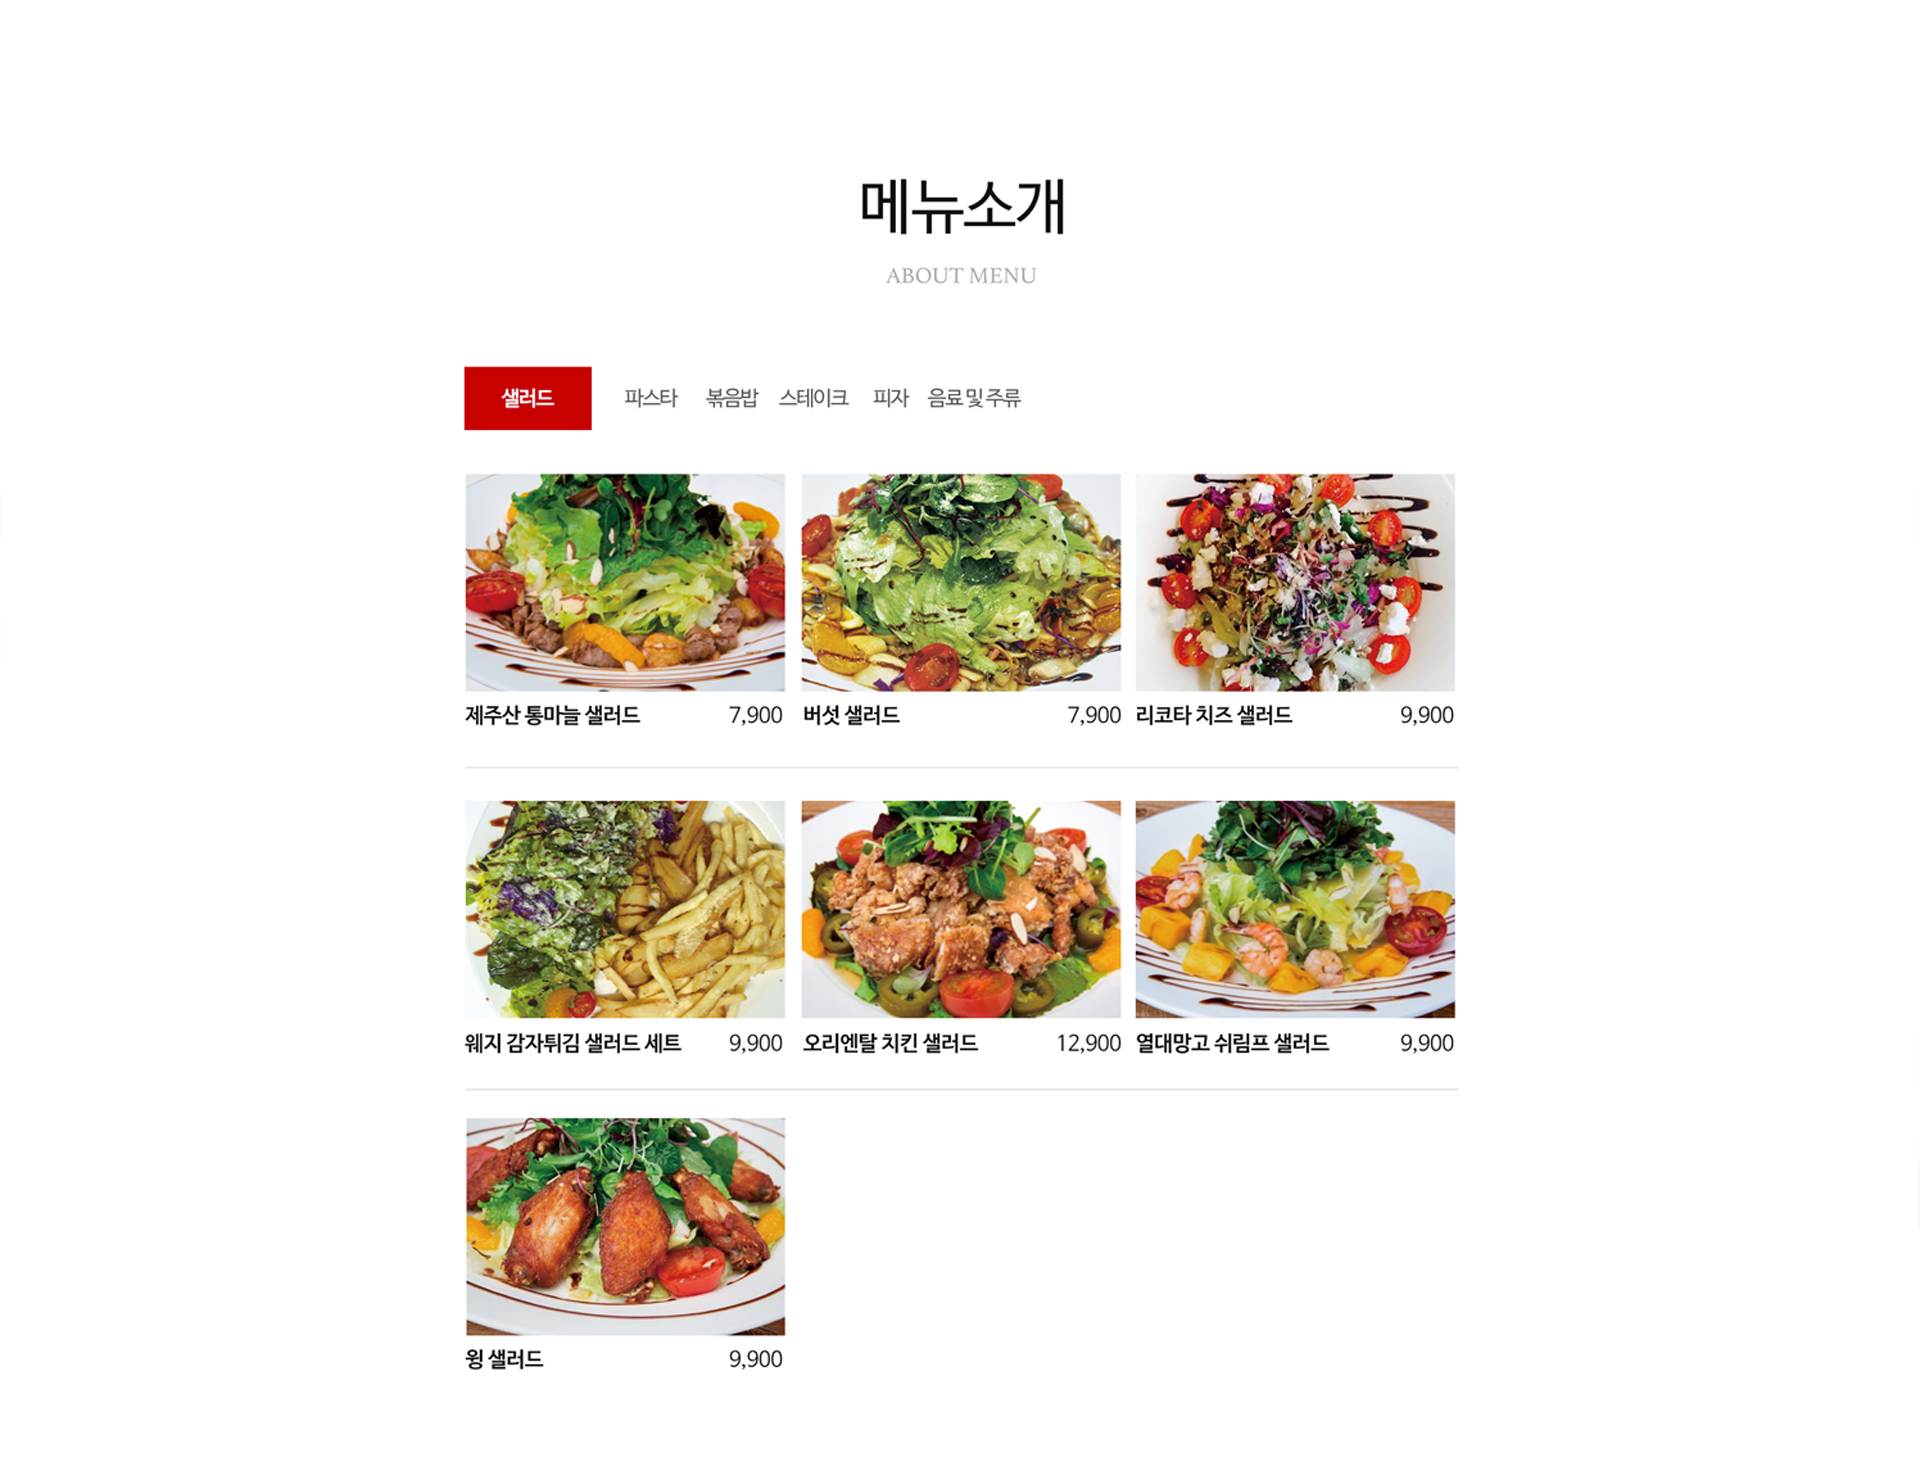 메뉴소개
ABOUT MENU
샐러드 파스타 볶음밥 스테이크 피자 음료 및 주류
제주산 통마늘 샐러드 7,900 버섯 샐러드 7,900 리코타 치즈 샐러드 9,900
웨지 감자튀김 샐러드 세트 9,900 오리엔탈 치킨 샐러드 12,900 열대망고 쉬림프 샐러드 9,900
윙 샐러드 9,900